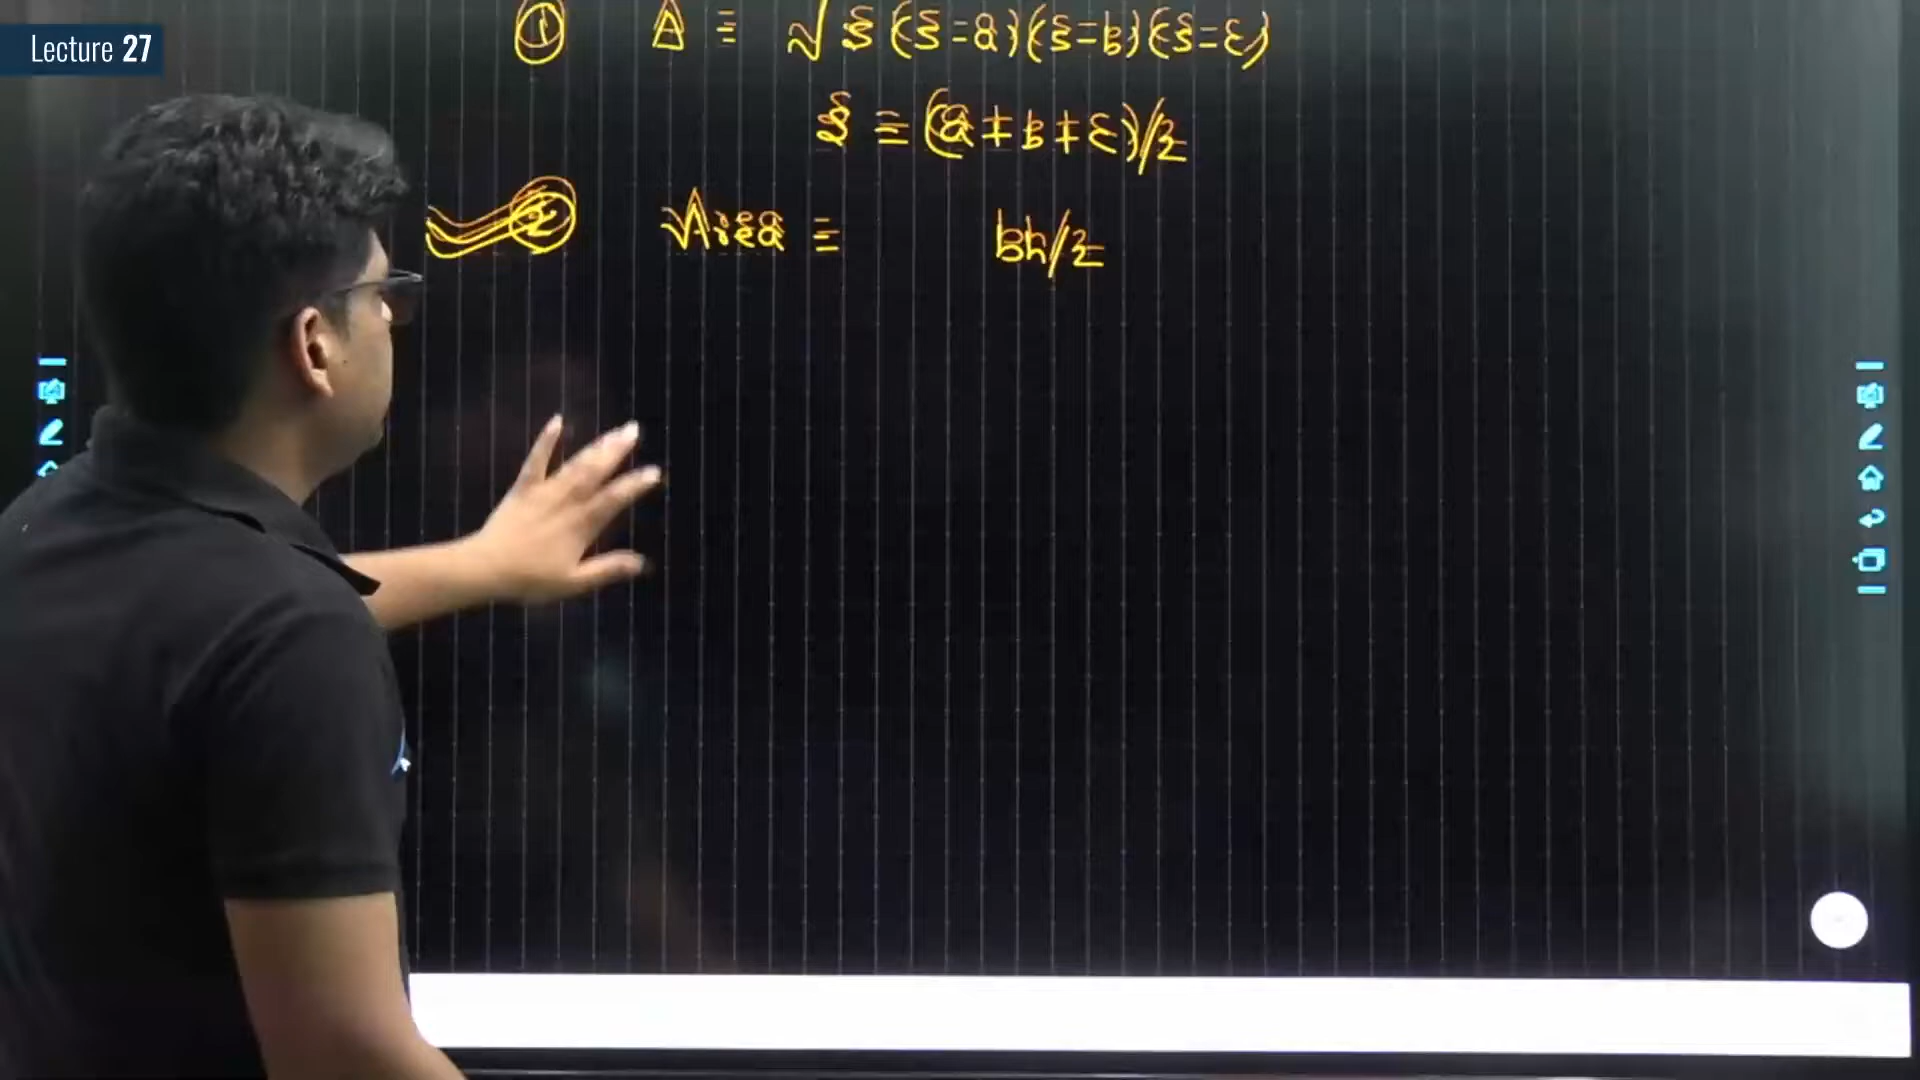 Lecture 27
① Δ = √s(s-a)(s-b)(s-c)
s = (a+b+c)/2
② Area = bh/2